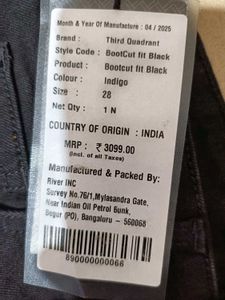 Month & Year Of Manufacture : 04 / 2025
Brand : Third Quadrant
Style Code : BootCut fit Black
Product : Bootcut fit Black
Colour : Indigo
Size : 28
Net Qty : 1 N
COUNTRY OF ORIGIN : INDIA
MRP : ₹ 3099.00
(Incl. of all Taxes)
Manufactured & Packed By:
River INC
Survey No.76/1,Mylasandra Gate,
Near Indian Oil Petrol Bunk,
Begur (PO), Bangaluru - 560068
890000000066